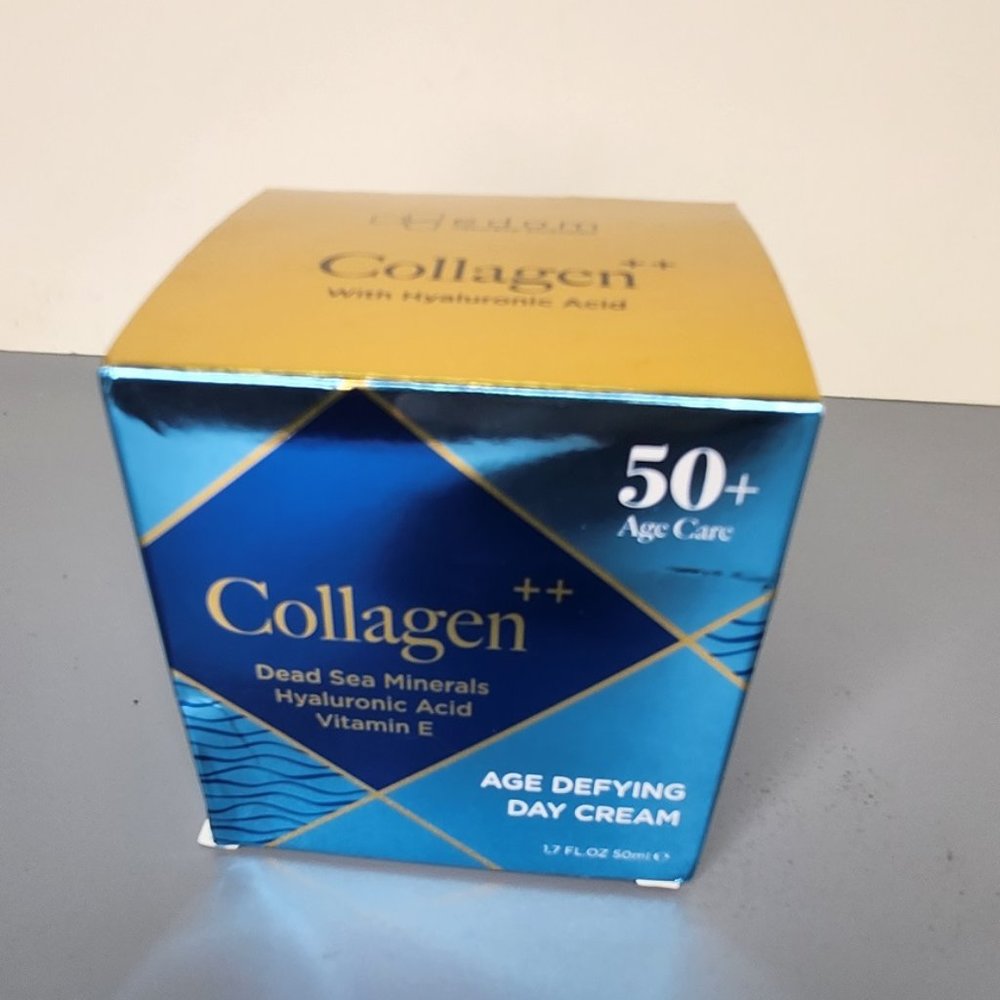 edom
Collagen++
With Hyaluronic Acid
50+
Age Care
Collagen++
Dead Sea Minerals
Hyaluronic Acid
Vitamin E
AGE DEFYING
DAY CREAM
1.7 FL.OZ 50ml ℮